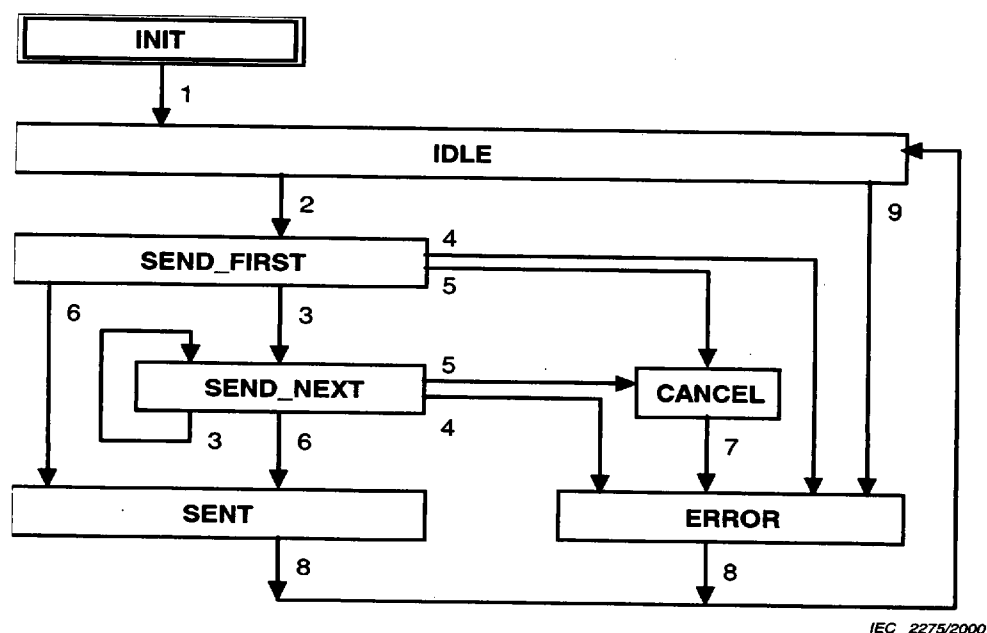 INIT
1
IDLE
2
9
SEND_FIRST
4
5
6
3
SEND_NEXT
5
4
CANCEL
3
6
7
SENT
ERROR
8
8
IEC 2275/2000